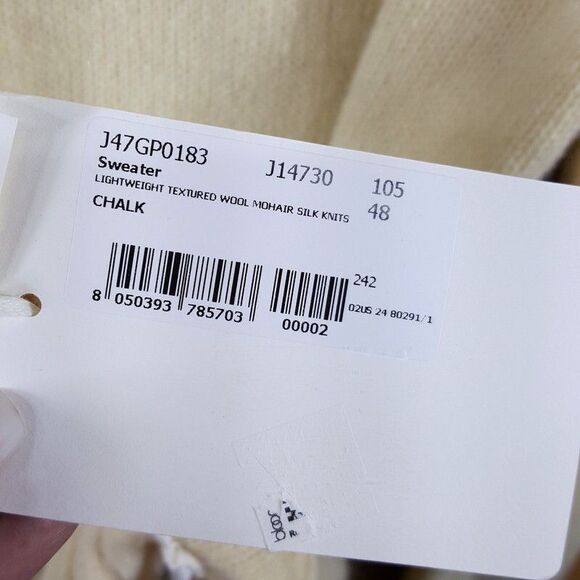 J47GP0183 J14730 105
Sweater
LIGHTWEIGHT TEXTURED WOOL MOHAIR SILK KNITS 48
CHALK
242
8 050393 785703
00002
02US 24 80291/1